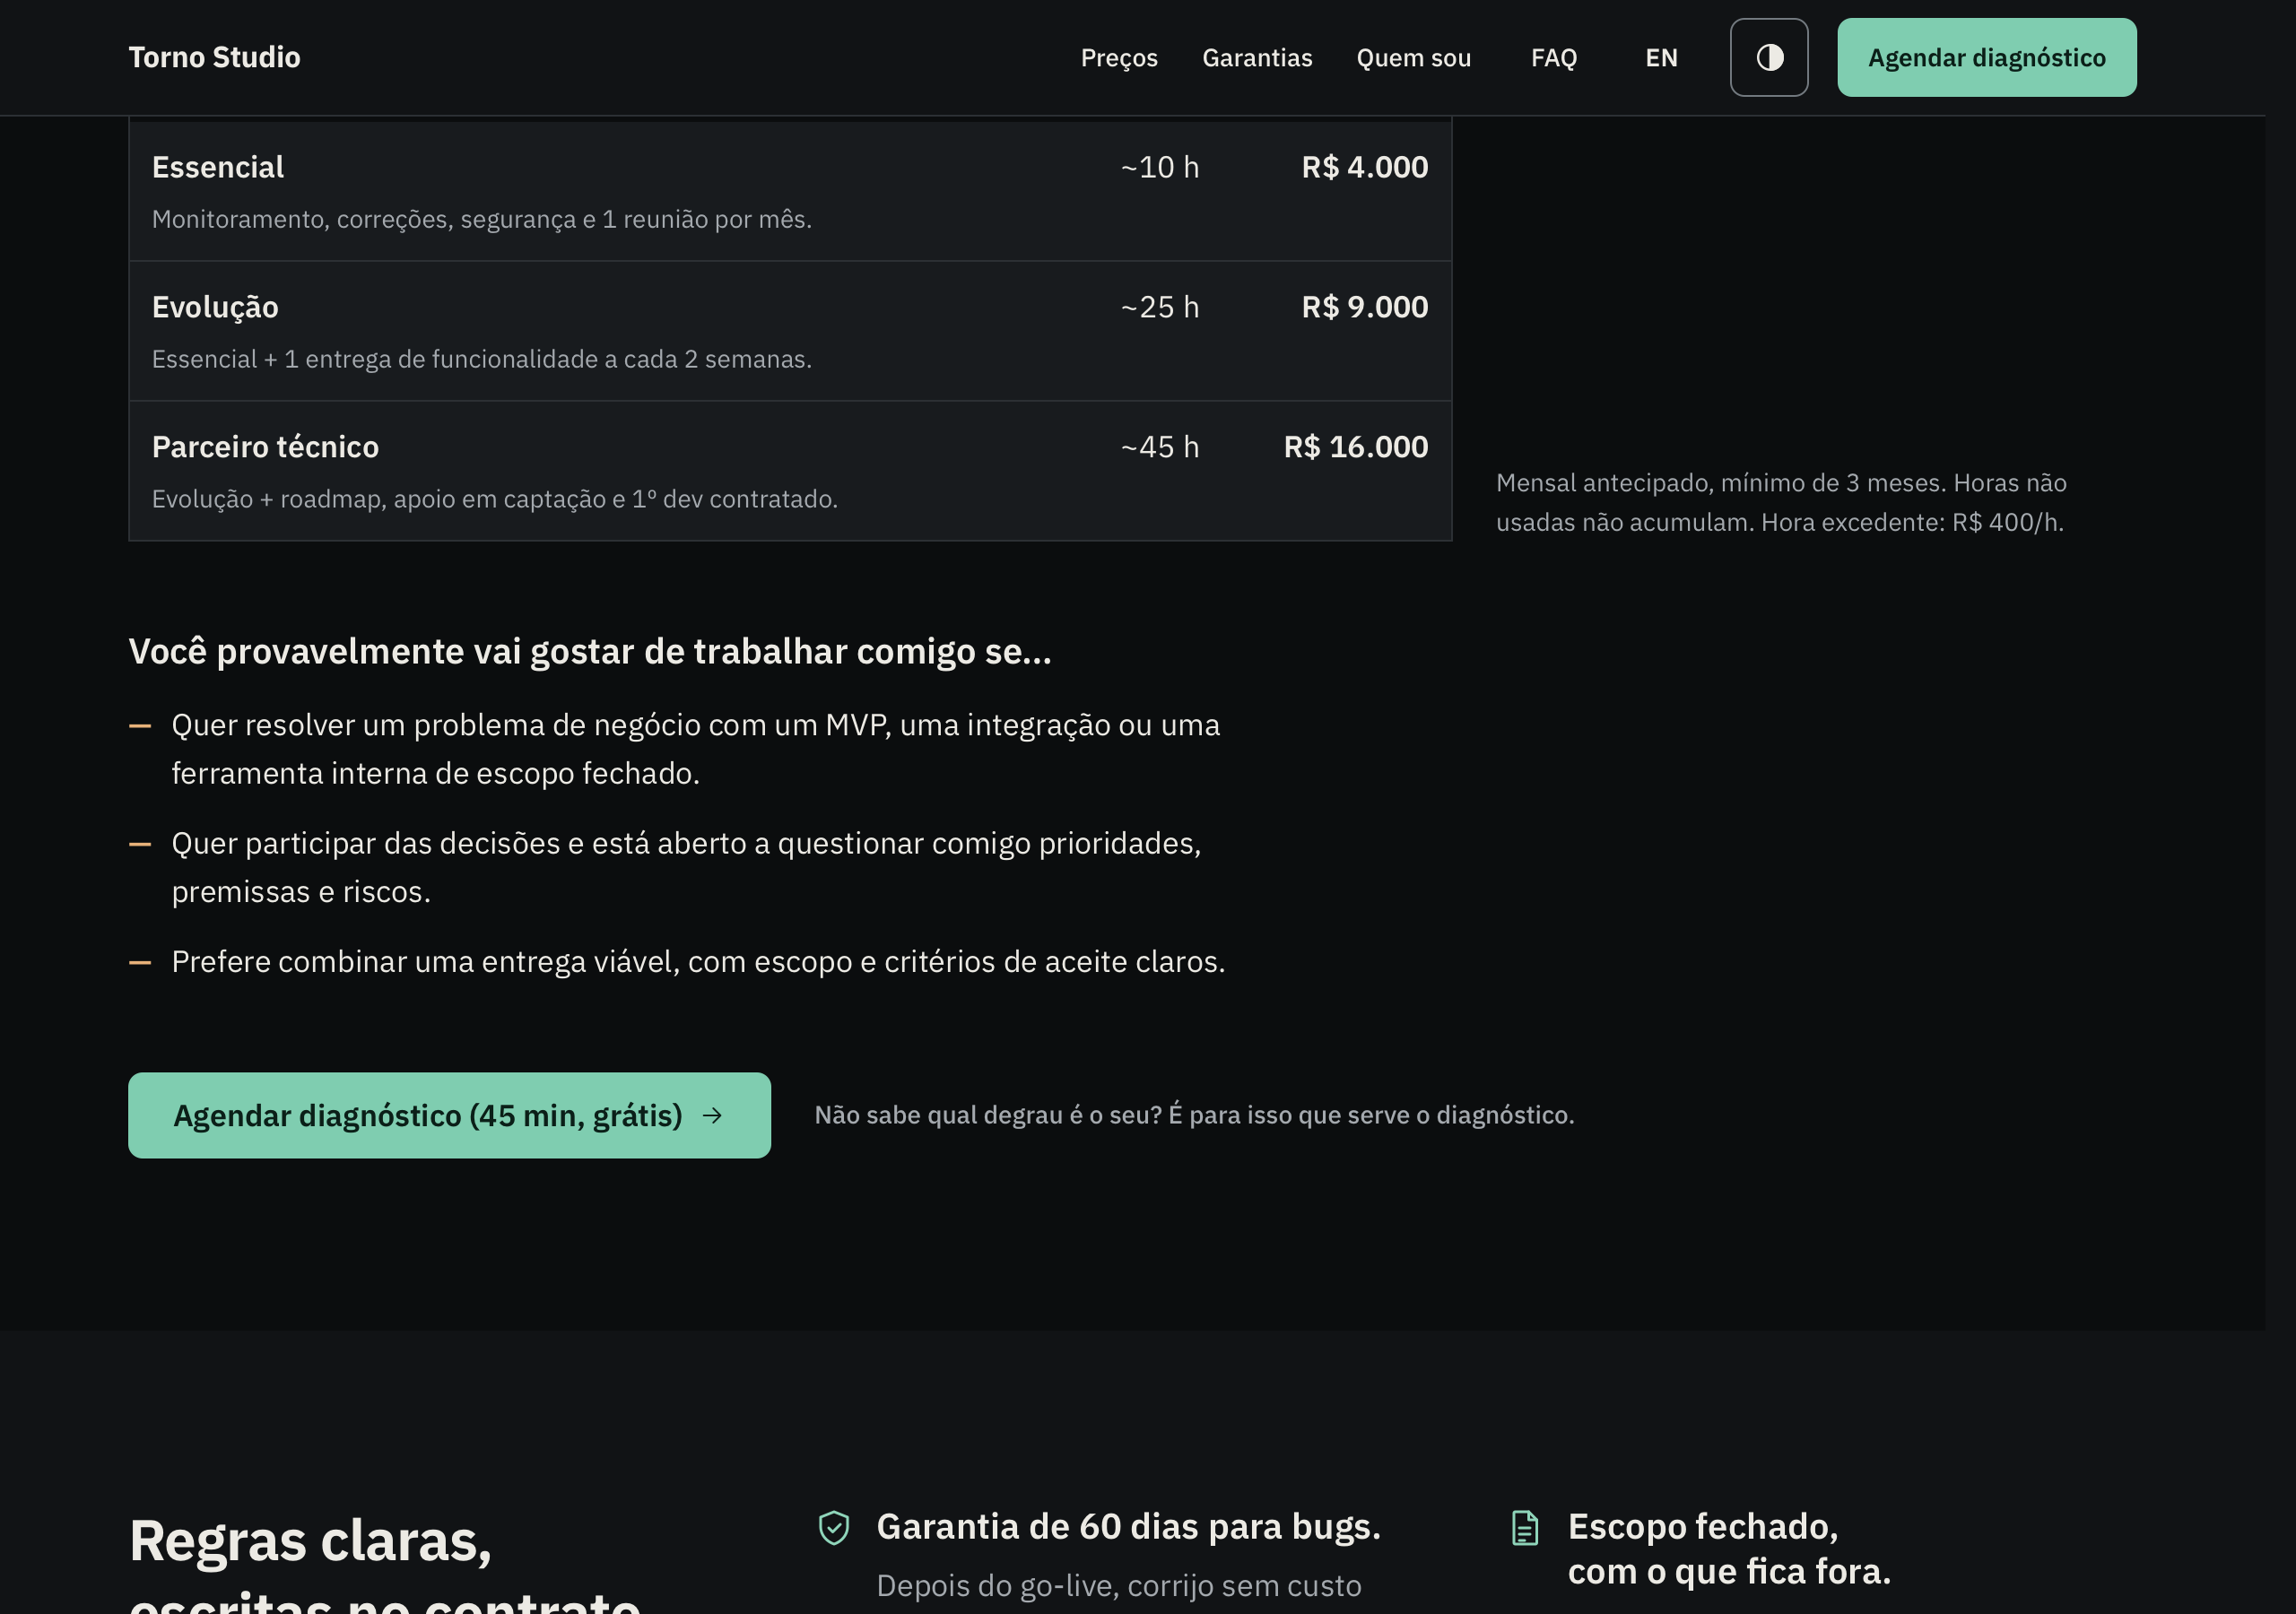 Torno Studio
Preços
Garantias
Quem sou
FAQ
EN
Agendar diagnóstico
Essencial ~10 h R$ 4.000
Monitoramento, correções, segurança e 1 reunião por mês.
Evolução ~25 h R$ 9.000
Essencial + 1 entrega de funcionalidade a cada 2 semanas.
Parceiro técnico ~45 h R$ 16.000
Evolução + roadmap, apoio em captação e 1º dev contratado.
Mensal antecipado, mínimo de 3 meses. Horas não
usadas não acumulam. Hora excedente: R$ 400/h.
Você provavelmente vai gostar de trabalhar comigo se...
— Quer resolver um problema de negócio com um MVP, uma integração ou uma
ferramenta interna de escopo fechado.
— Quer participar das decisões e está aberto a questionar comigo prioridades,
premissas e riscos.
— Prefere combinar uma entrega viável, com escopo e critérios de aceite claros.
Agendar diagnóstico (45 min, grátis) →
Não sabe qual degrau é o seu? É para isso que serve o diagnóstico.
Regras claras,
escritas no contrato
Garantia de 60 dias para bugs.
Depois do go-live, corrijo sem custo
Escopo fechado,
com o que fica fora.